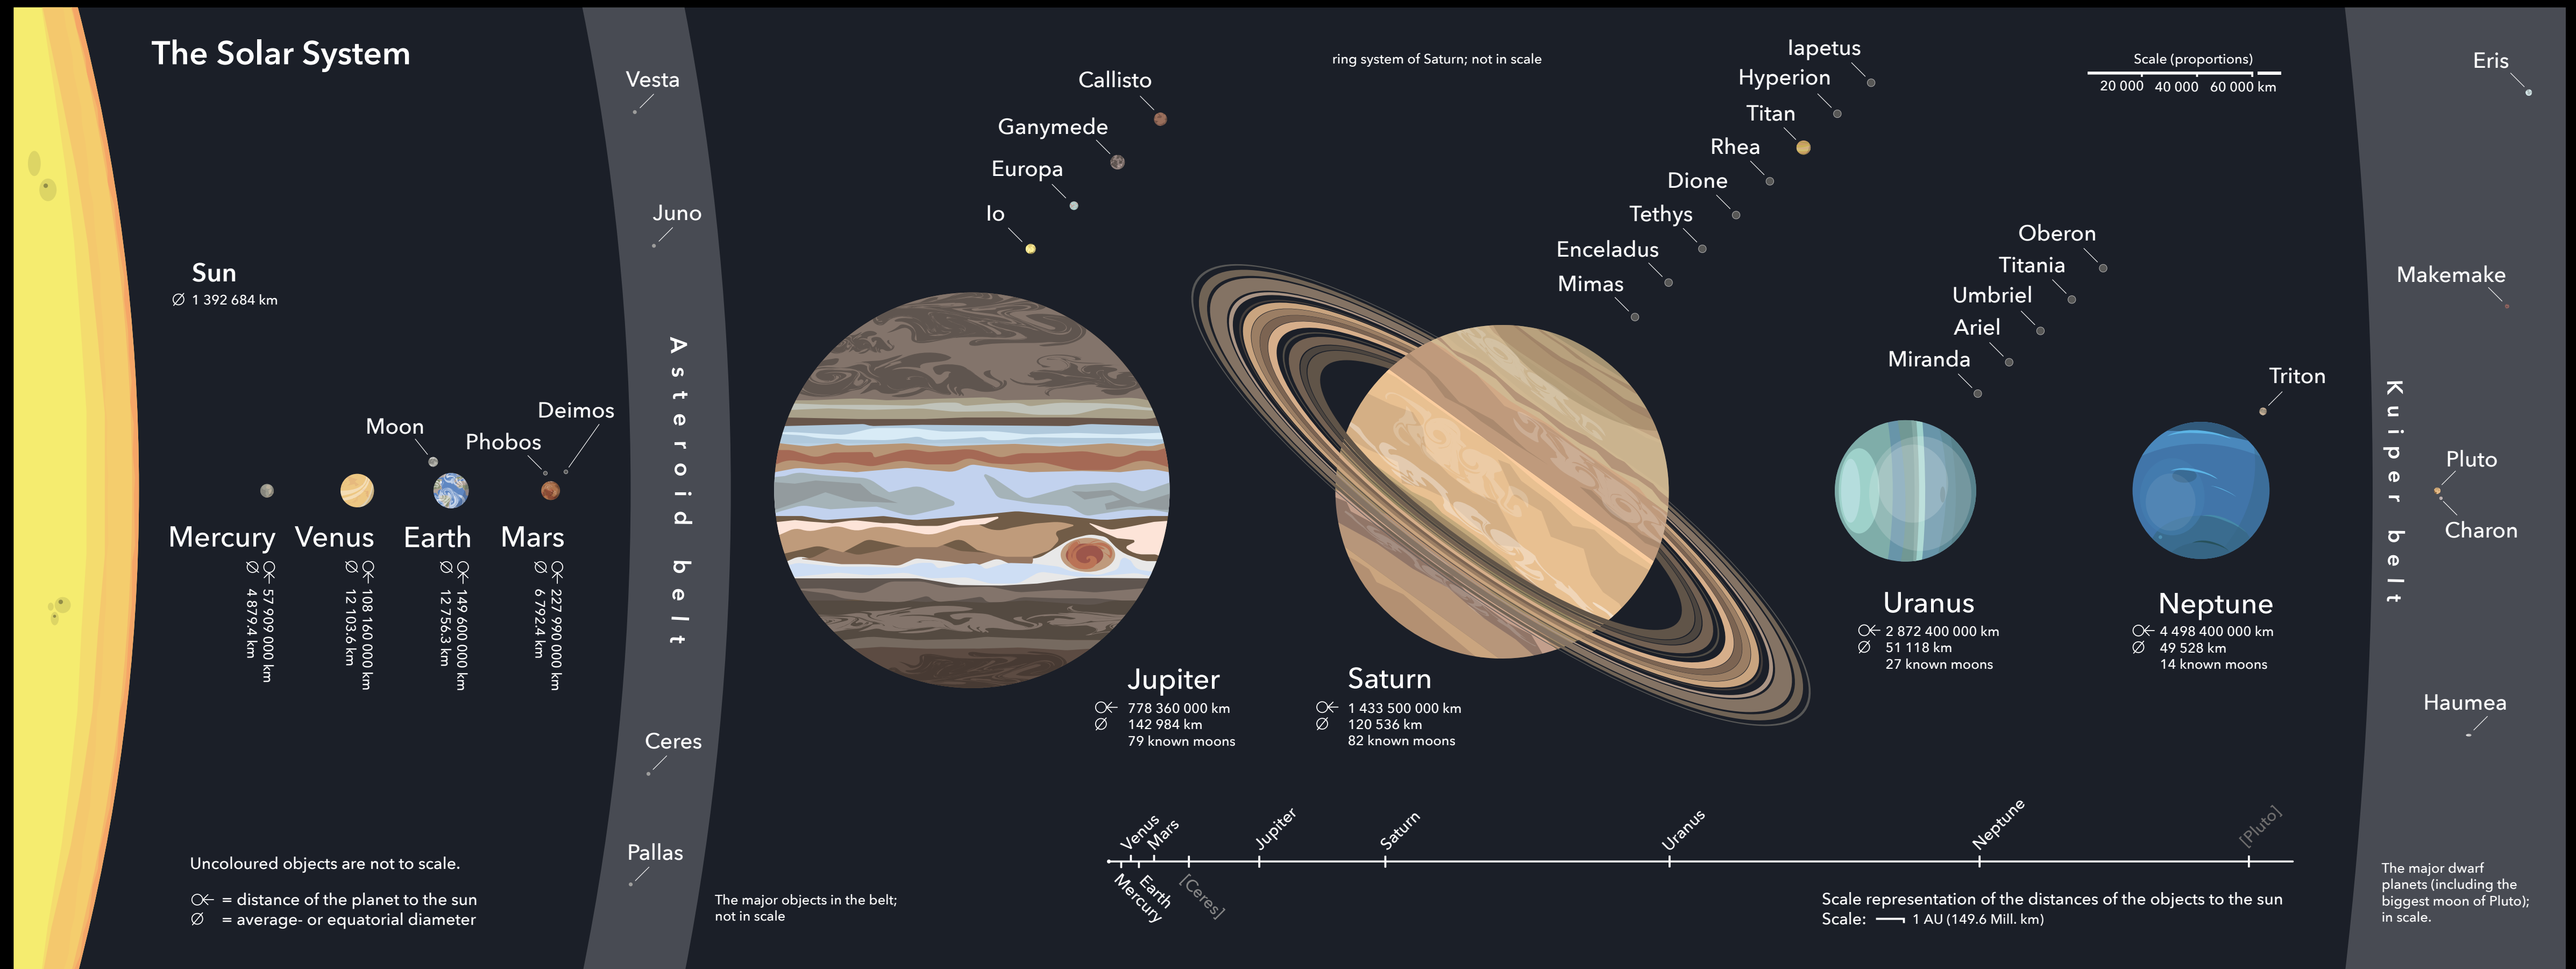 The Solar System
Sun
Ø 1 392 684 km
Moon
Phobos
Deimos
Mercury
57 909 000 km
Ø 4 879.4 km
Venus
108 160 000 km
Ø 12 103.6 km
Earth
149 600 000 km
Ø 12 756.3 km
Mars
227 990 000 km
Ø 6 792.4 km
Uncoloured objects are not to scale.
= distance of the planet to the sun
Ø = average- or equatorial diameter
Vesta
Juno
Asteroid belt
Ceres
Pallas
The major objects in the belt;
not in scale
Callisto
Ganymede
Europa
Io
Jupiter
778 360 000 km
Ø 142 984 km
79 known moons
ring system of Saturn; not in scale
Iapetus
Hyperion
Titan
Rhea
Dione
Tethys
Enceladus
Mimas
Saturn
1 433 500 000 km
Ø 120 536 km
82 known moons
Oberon
Titania
Umbriel
Ariel
Miranda
Uranus
2 872 400 000 km
Ø 51 118 km
27 known moons
Scale (proportions)
20 000 40 000 60 000 km
Triton
Neptune
4 498 400 000 km
Ø 49 528 km
14 known moons
Mercury
Venus
Earth
Mars
[Ceres]
Jupiter
Saturn
Uranus
Neptune
[Pluto]
Scale representation of the distances of the objects to the sun
Scale: 1 AU (149.6 Mill. km)
Kuiper belt
Eris
Makemake
Pluto
Charon
Haumea
The major dwarf
planets (including the
biggest moon of Pluto);
in scale.